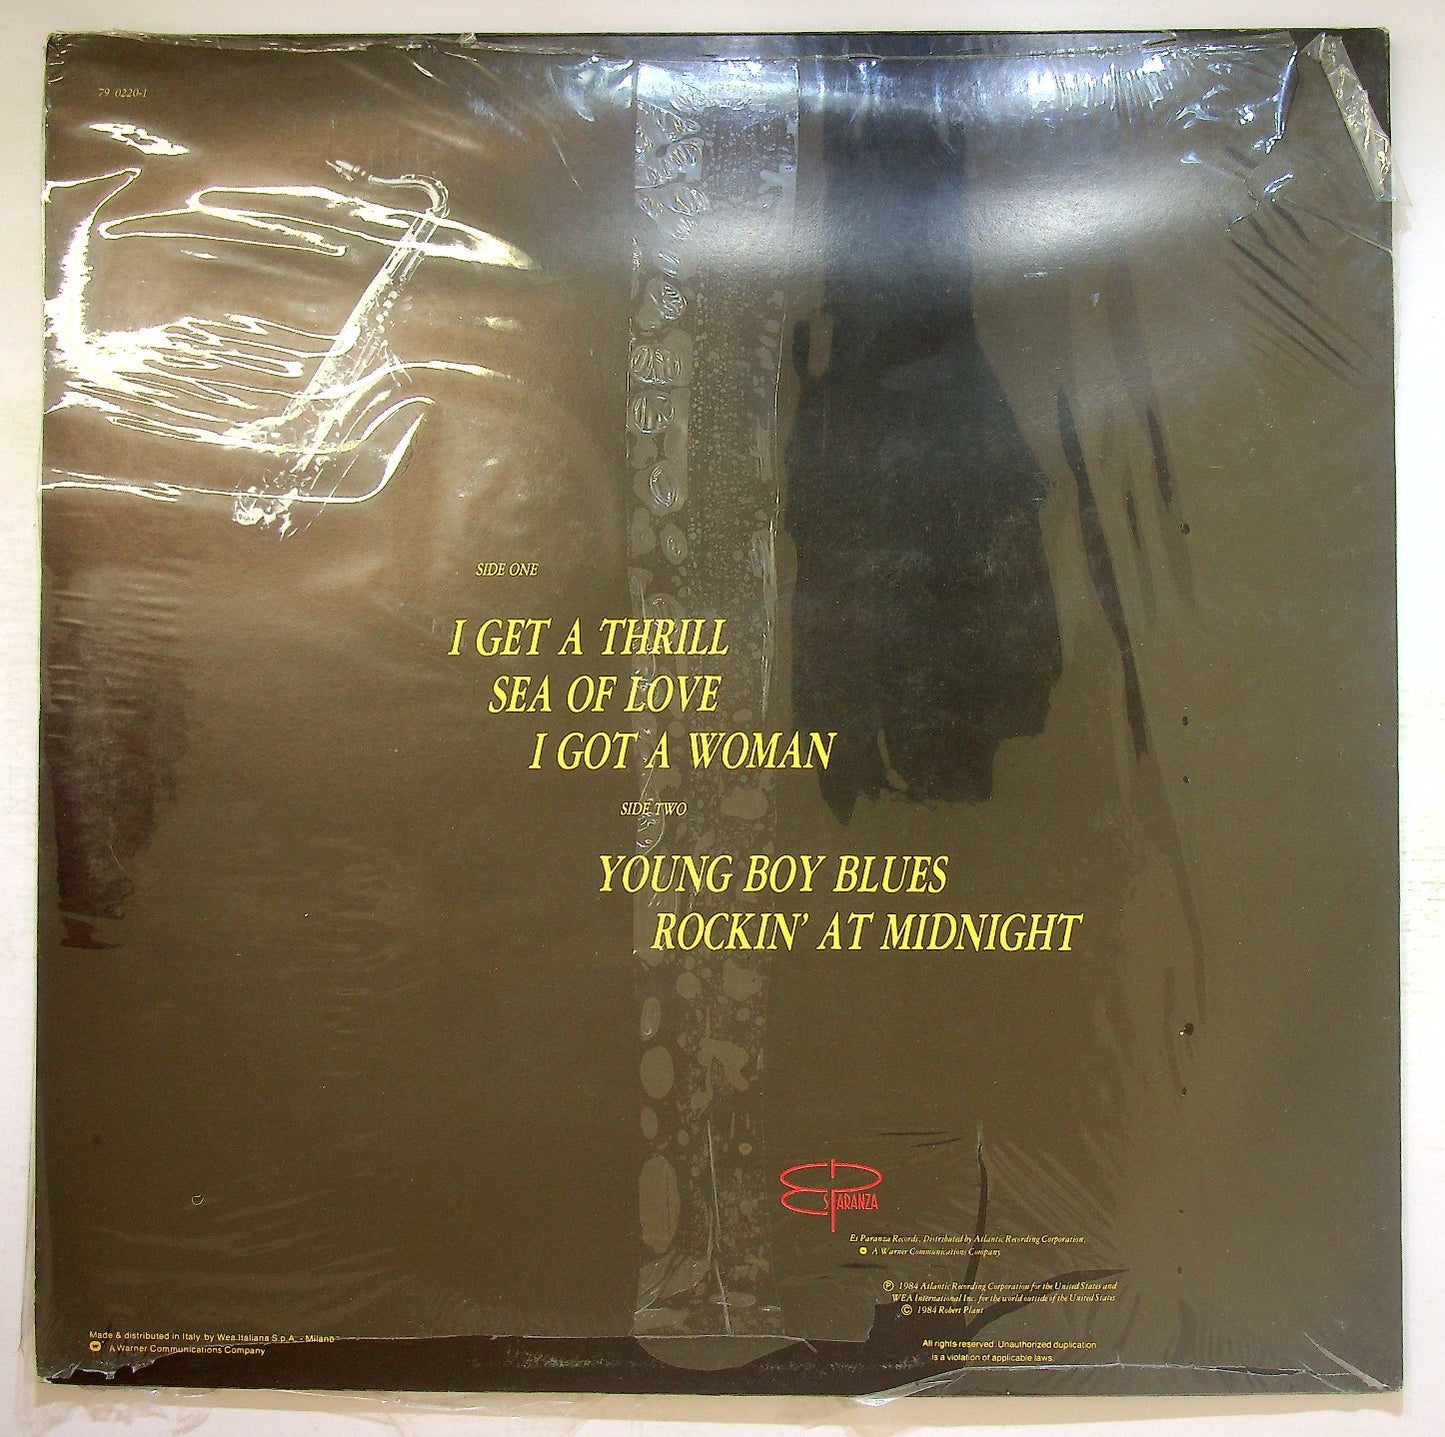 79 0220-1
SIDE ONE
I GET A THRILL
SEA OF LOVE
I GOT A WOMAN
SIDE TWO
YOUNG BOY BLUES
ROCKIN' AT MIDNIGHT
ES PARANZA
Es Paranza Records, Distributed by Atlantic Recording Corporation,
A Warner Communications Company
℗ 1984 Atlantic Recording Corporation for the United States and
WEA International Inc. for the world outside of the United States
© 1984 Robert Plant
Made & distributed in Italy by Wea Italiana S.p.A. - Milano
A Warner Communications Company
All rights reserved. Unauthorized duplication
is a violation of applicable laws.